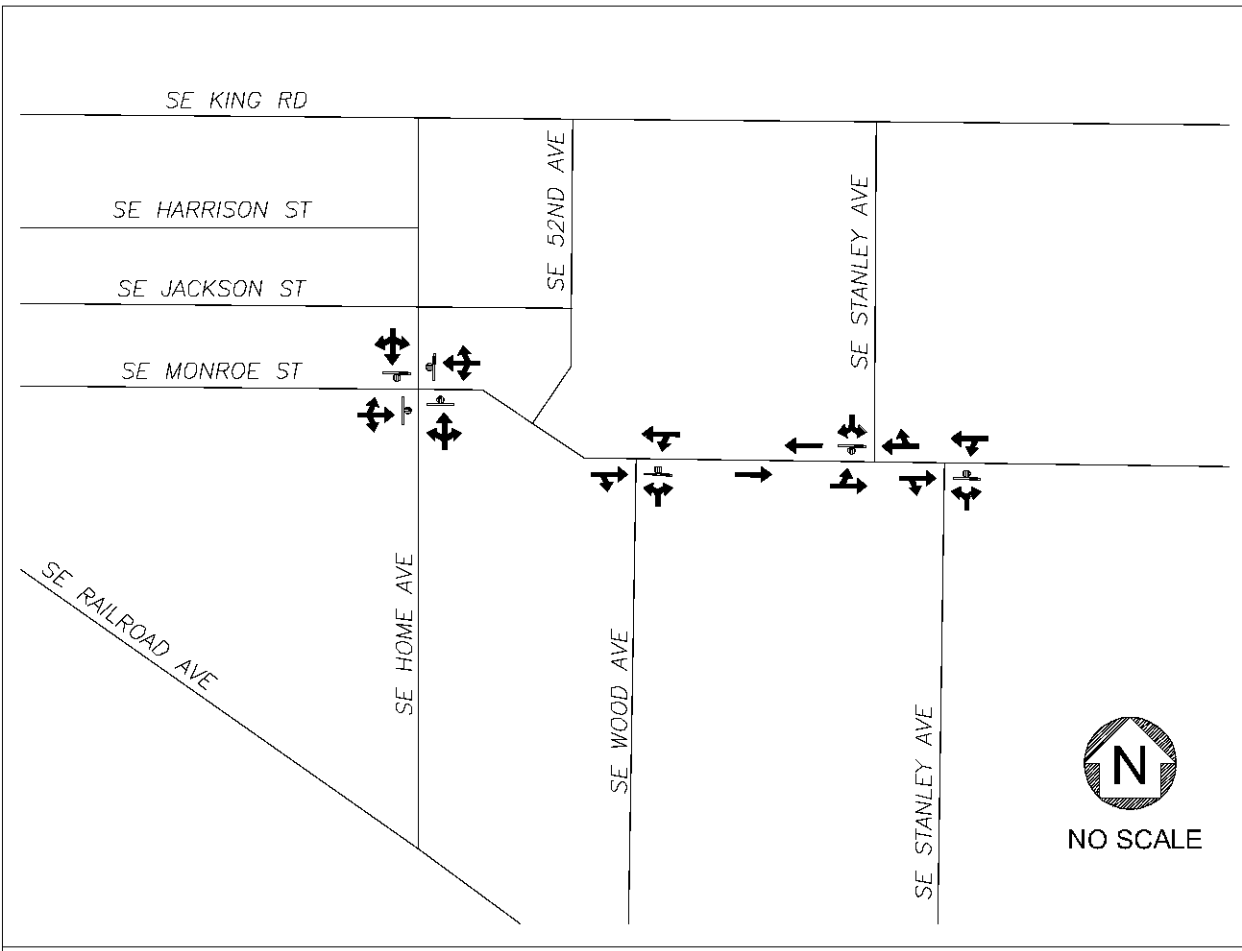 SE KING RD
SE HARRISON ST
SE 52ND AVE
SE STANLEY AVE
SE JACKSON ST
SE MONROE ST
SE RAILROAD AVE
SE HOME AVE
SE WOOD AVE
SE STANLEY AVE
N
NO SCALE